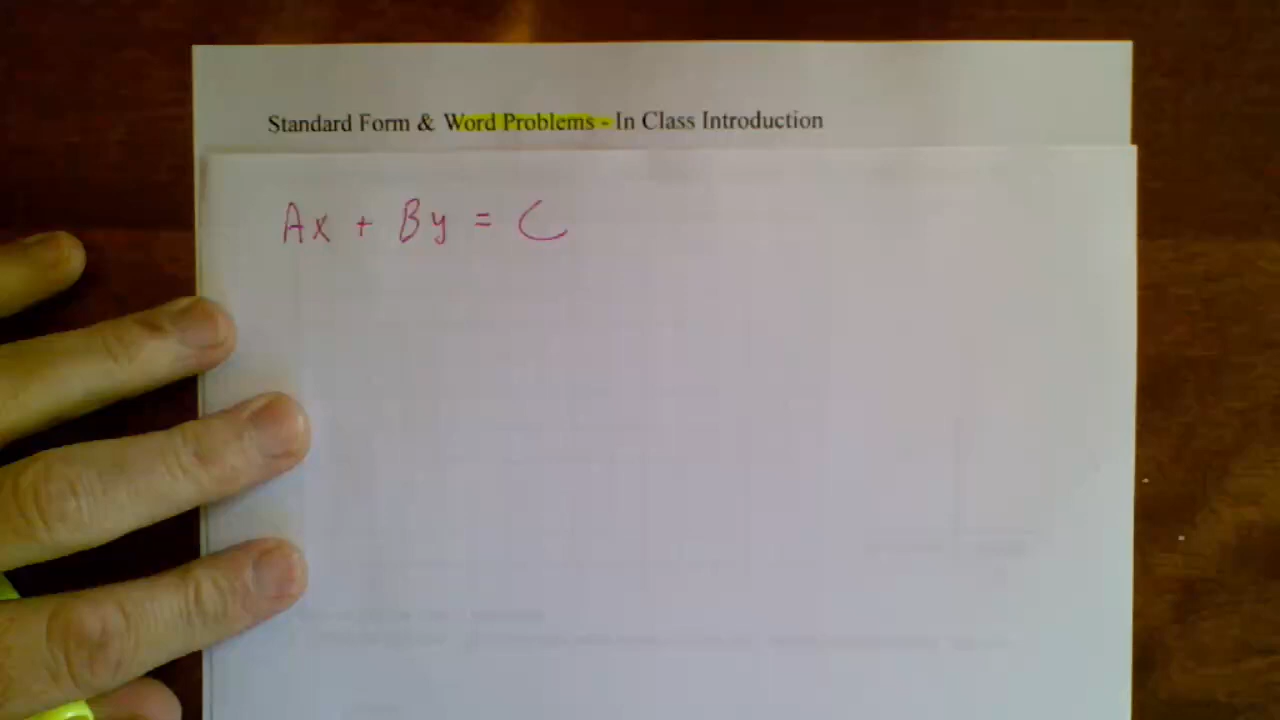 Standard Form & Word Problems - In Class Introduction
Ax + By = C